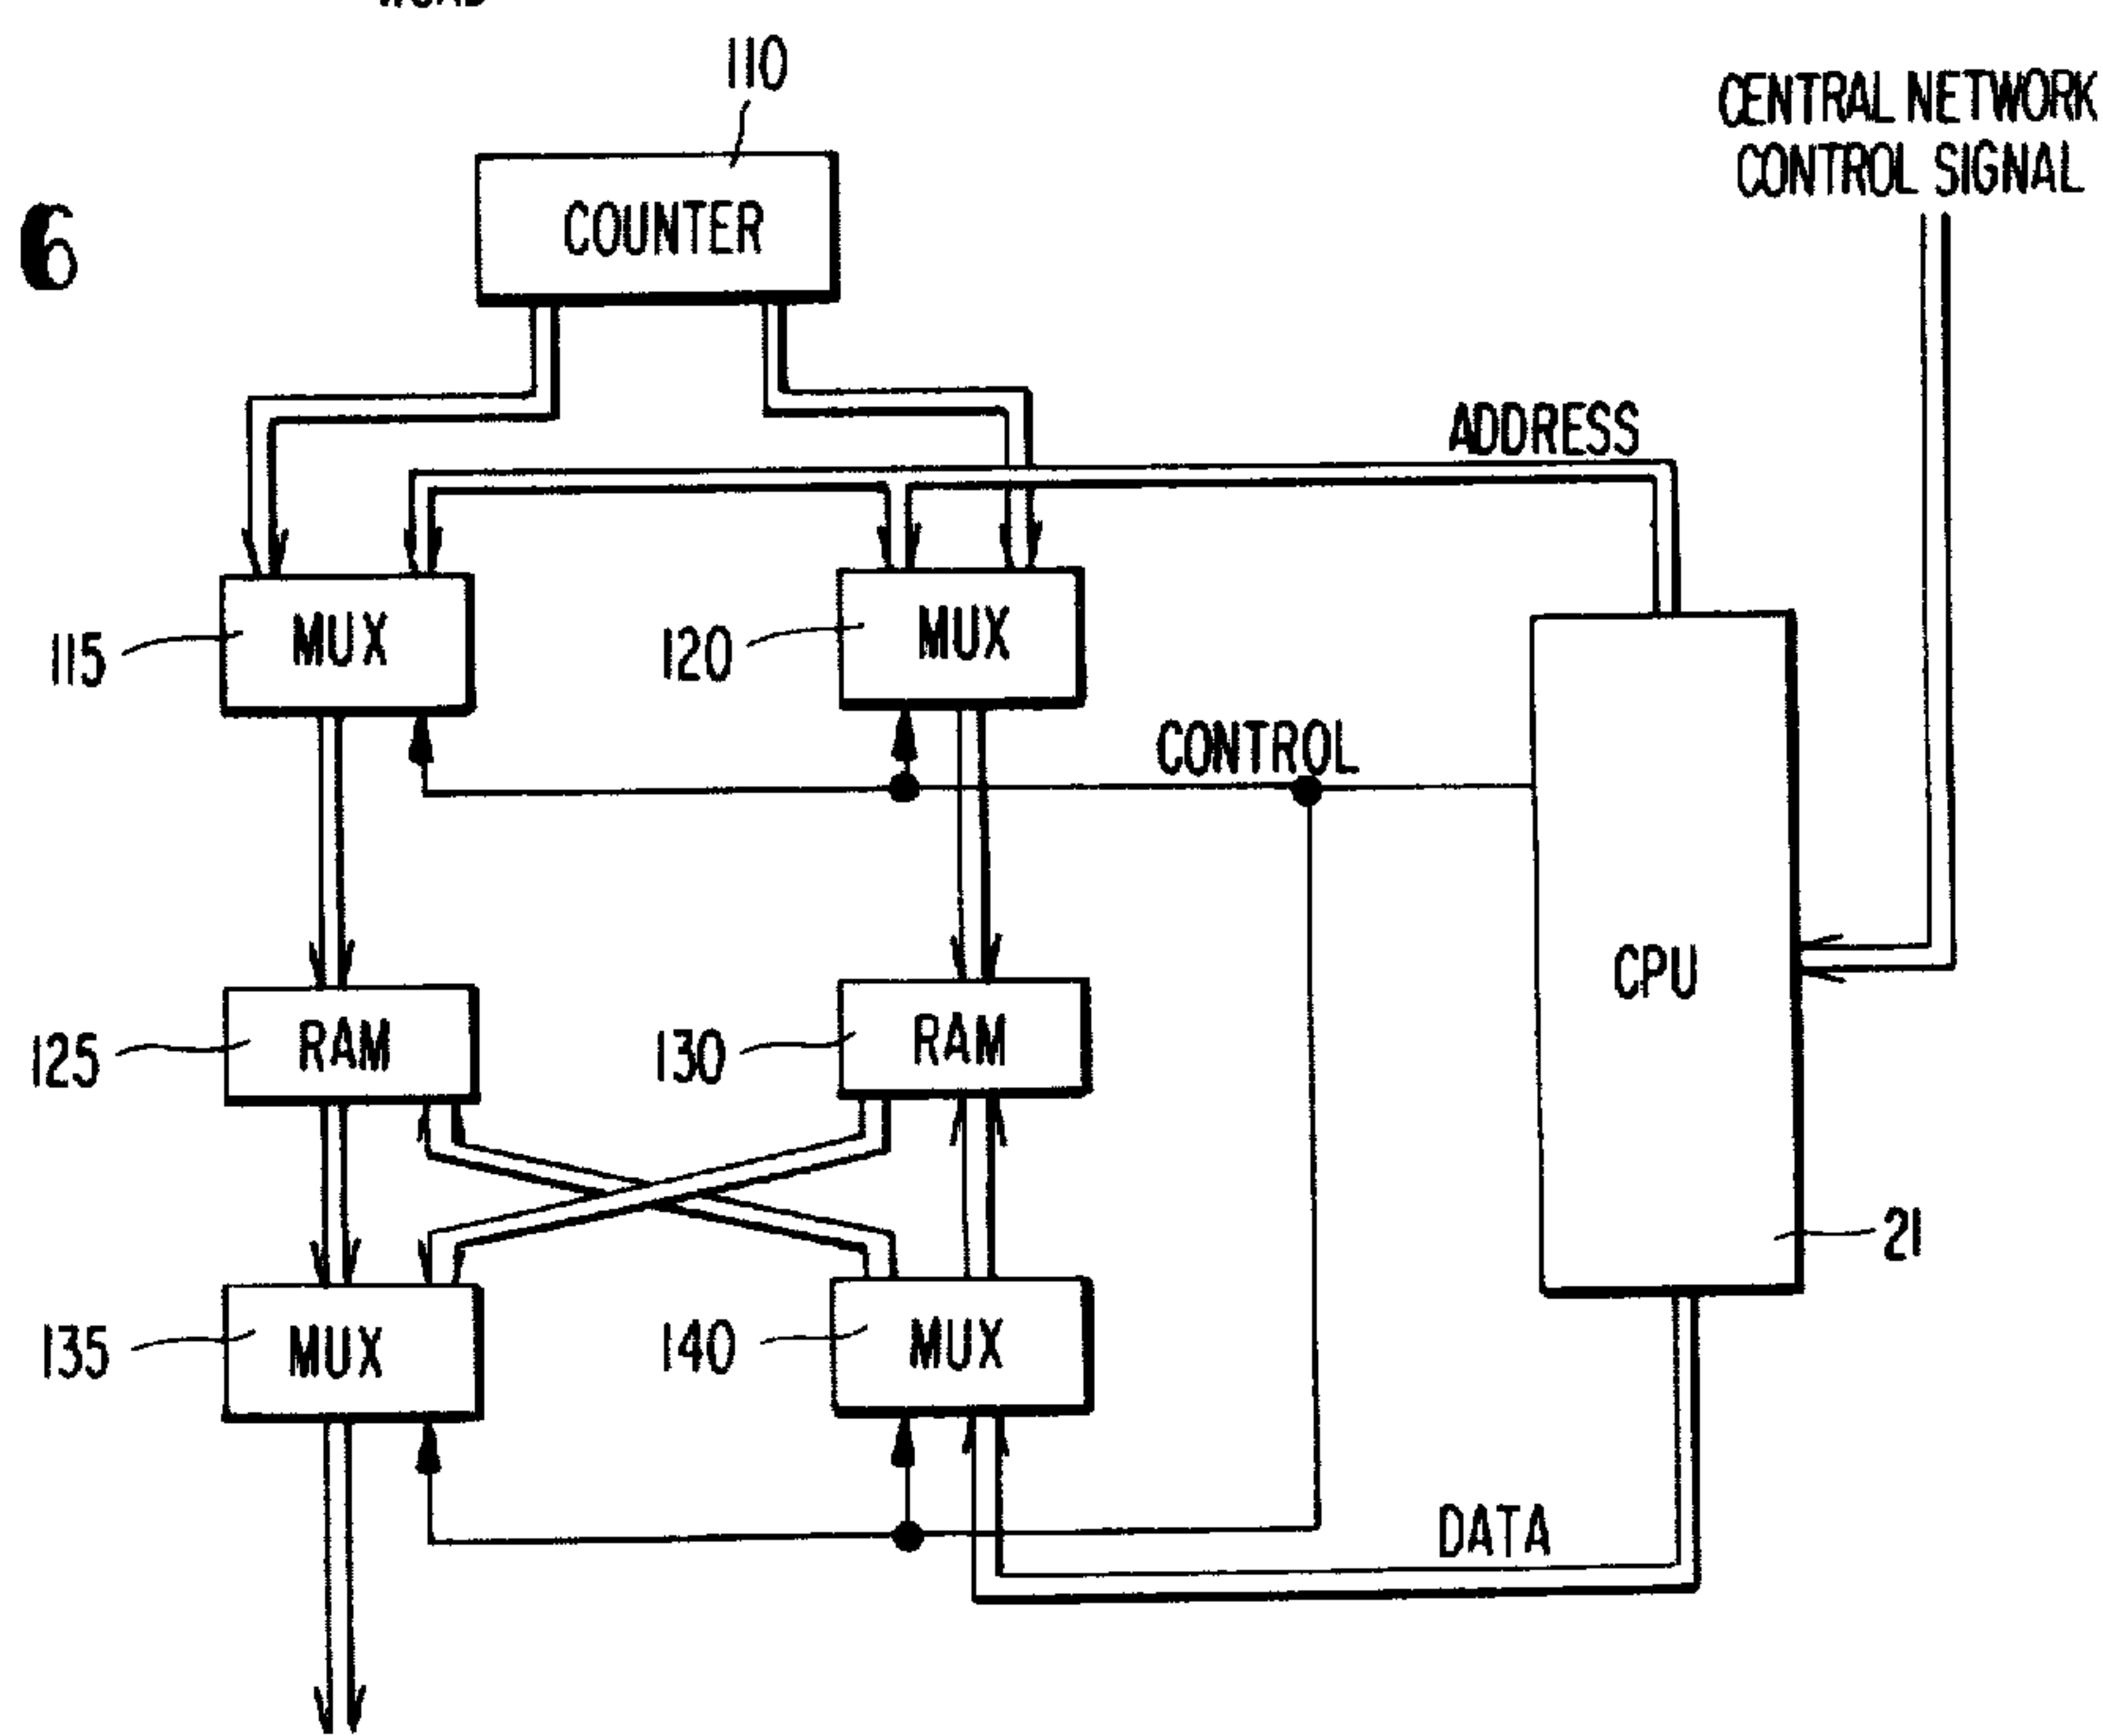 110
CENTRAL NETWORK
CONTROL SIGNAL
COUNTER
6
ADDRESS
115
MUX
120
MUX
CONTROL
125
RAM
130
RAM
CPU
21
135
MUX
140
MUX
DATA